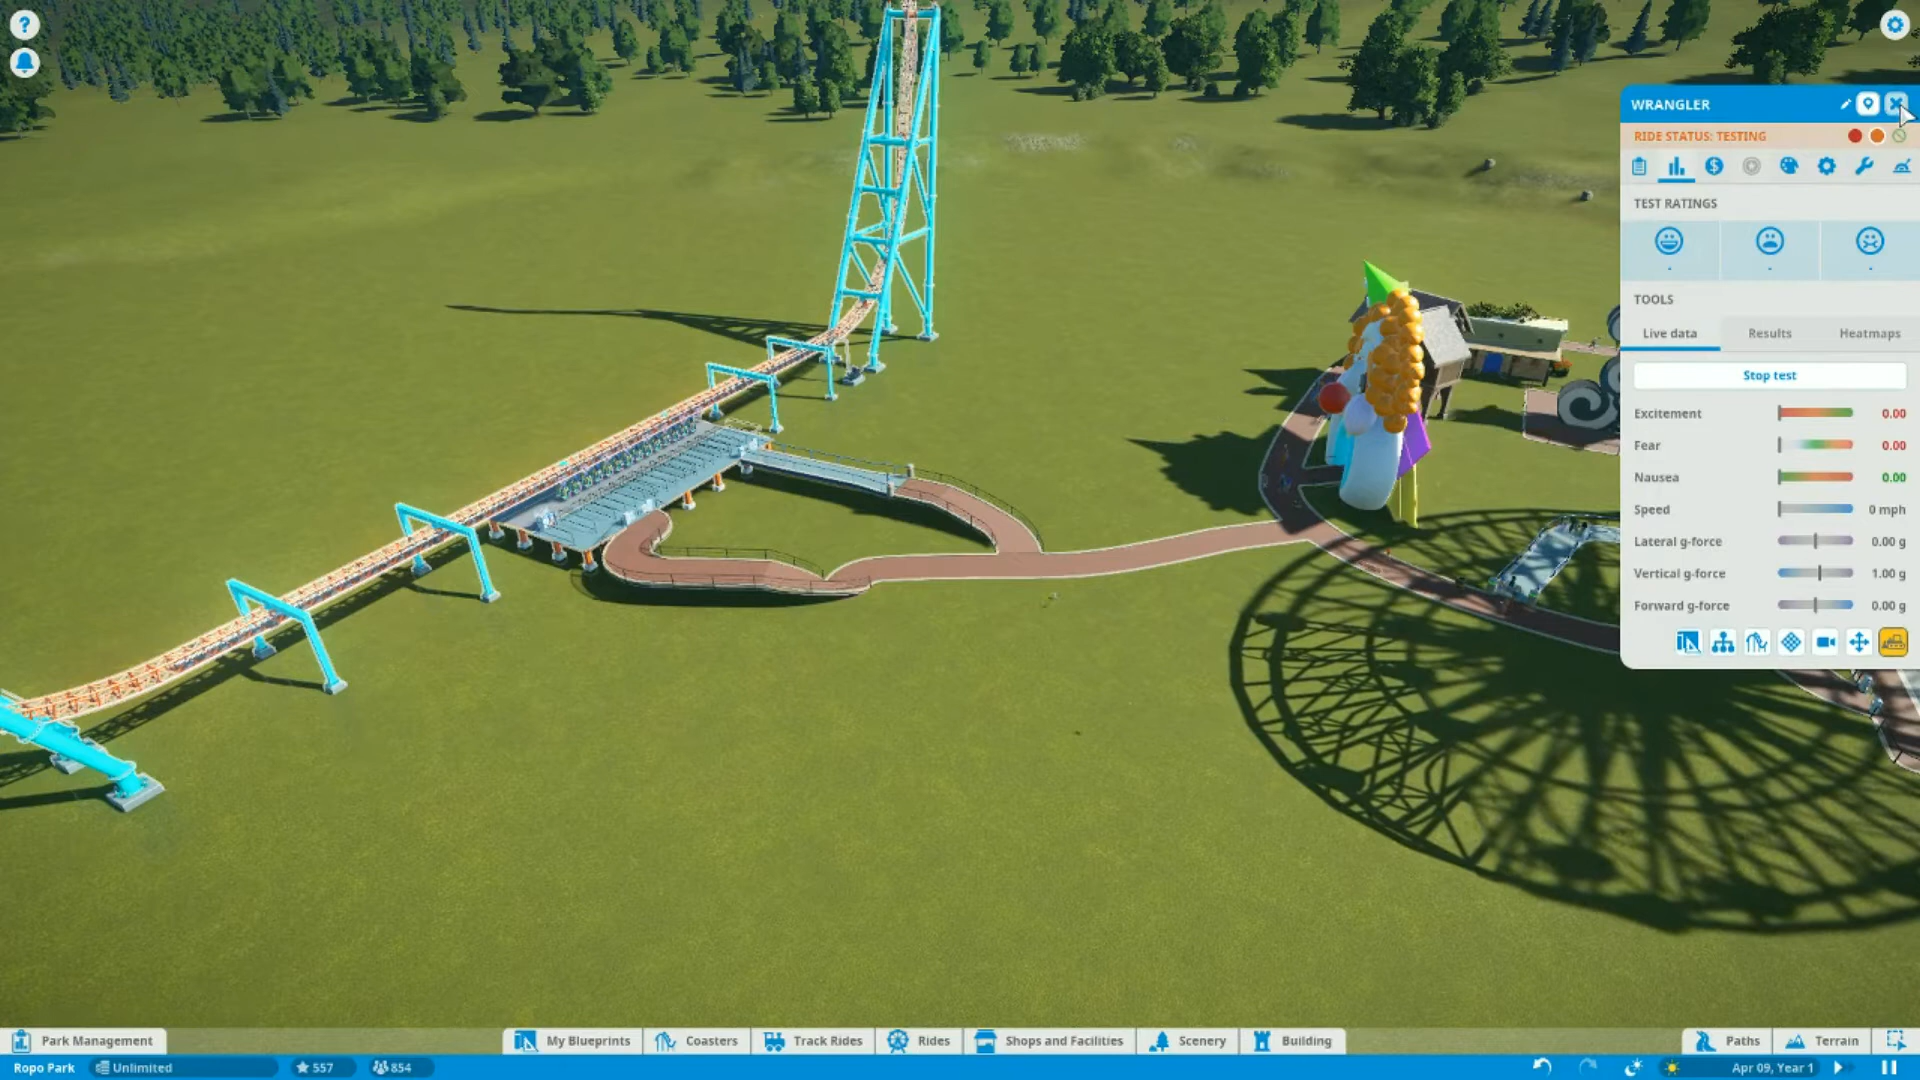 ?
WRANGLER
RIDE STATUS: TESTING
TEST RATINGS
- - -
TOOLS
Live data Results Heatmaps
Stop test
Excitement 0.00
Fear 0.00
Nausea 0.00
Speed 0 mph
Lateral g-force 0.00 g
Vertical g-force 1.00 g
Forward g-force 0.00 g
Park Management My Blueprints Coasters Track Rides Rides Shops and Facilities Scenery Building Paths Terrain
Ropo Park Unlimited 557 854 Apr 09, Year 1